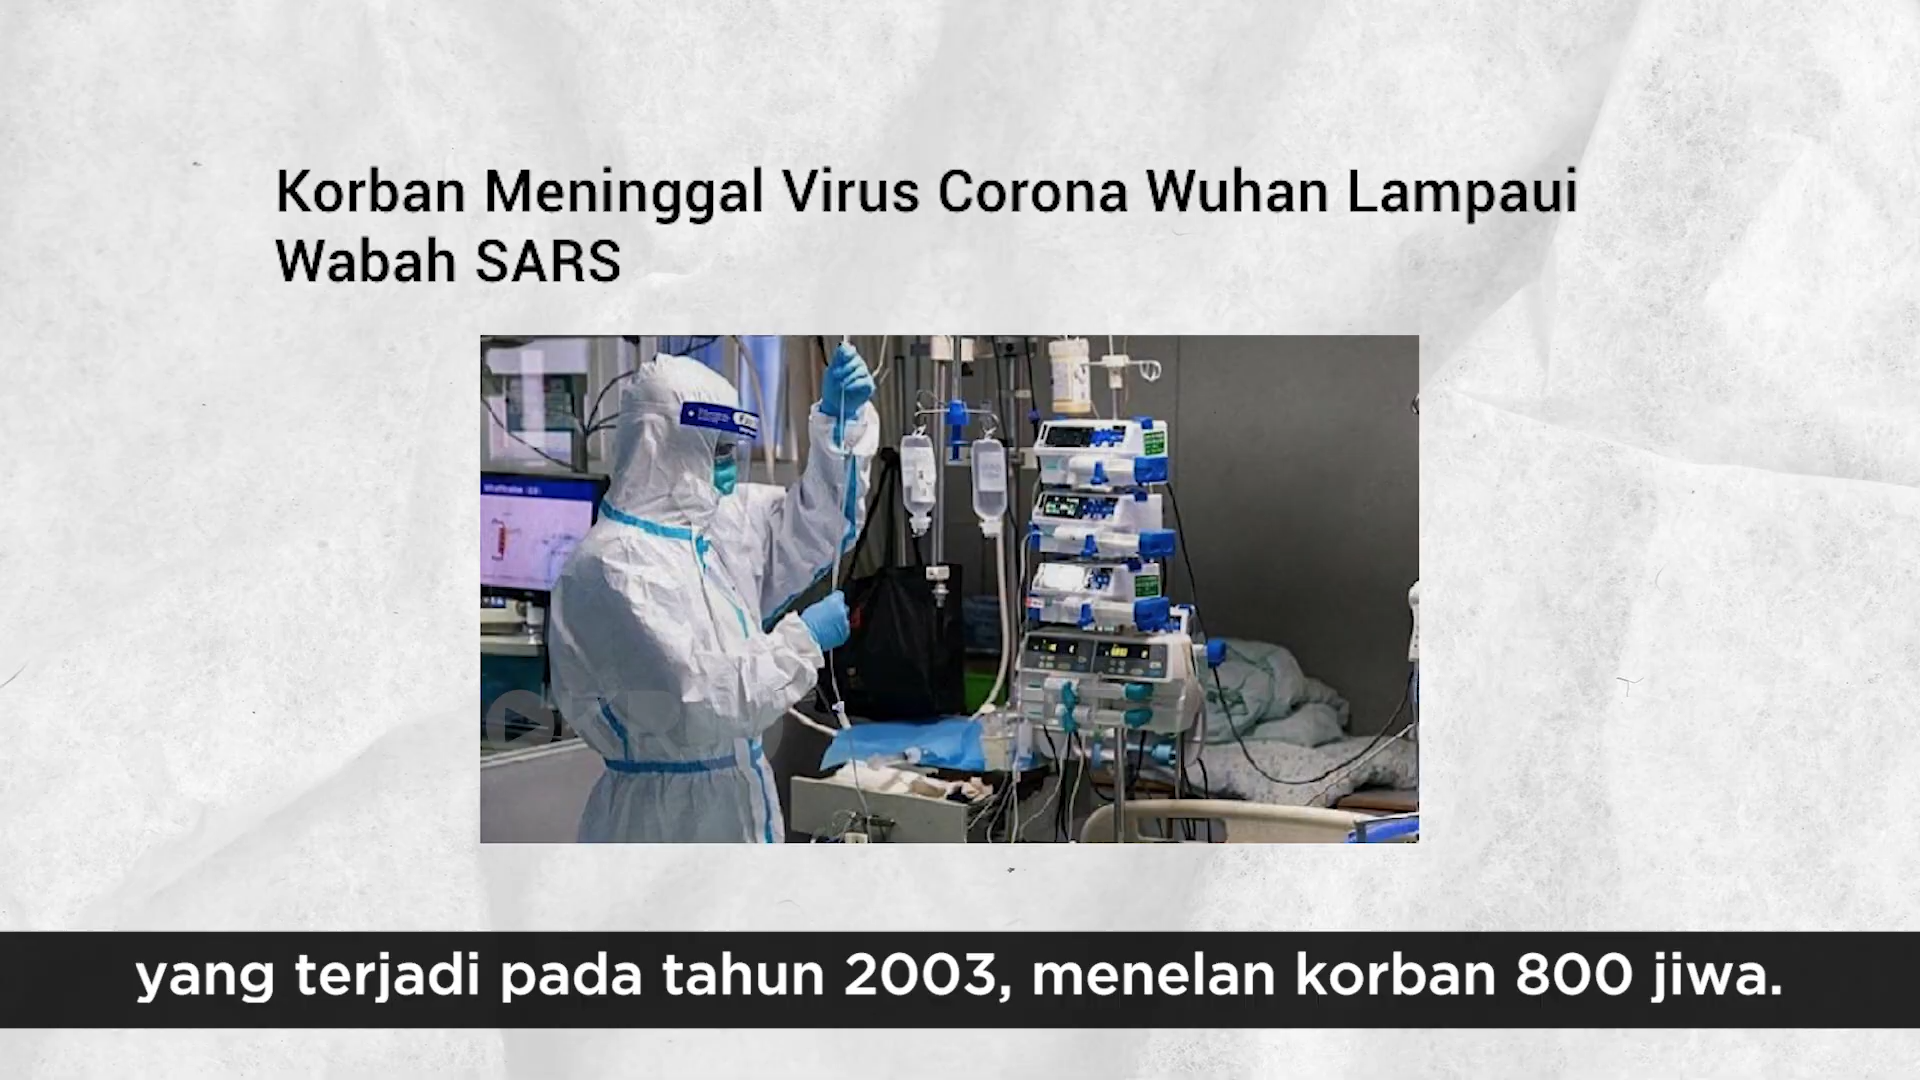 Korban Meninggal Virus Corona Wuhan Lampaui
Wabah SARS
yang terjadi pada tahun 2003, menelan korban 800 jiwa.